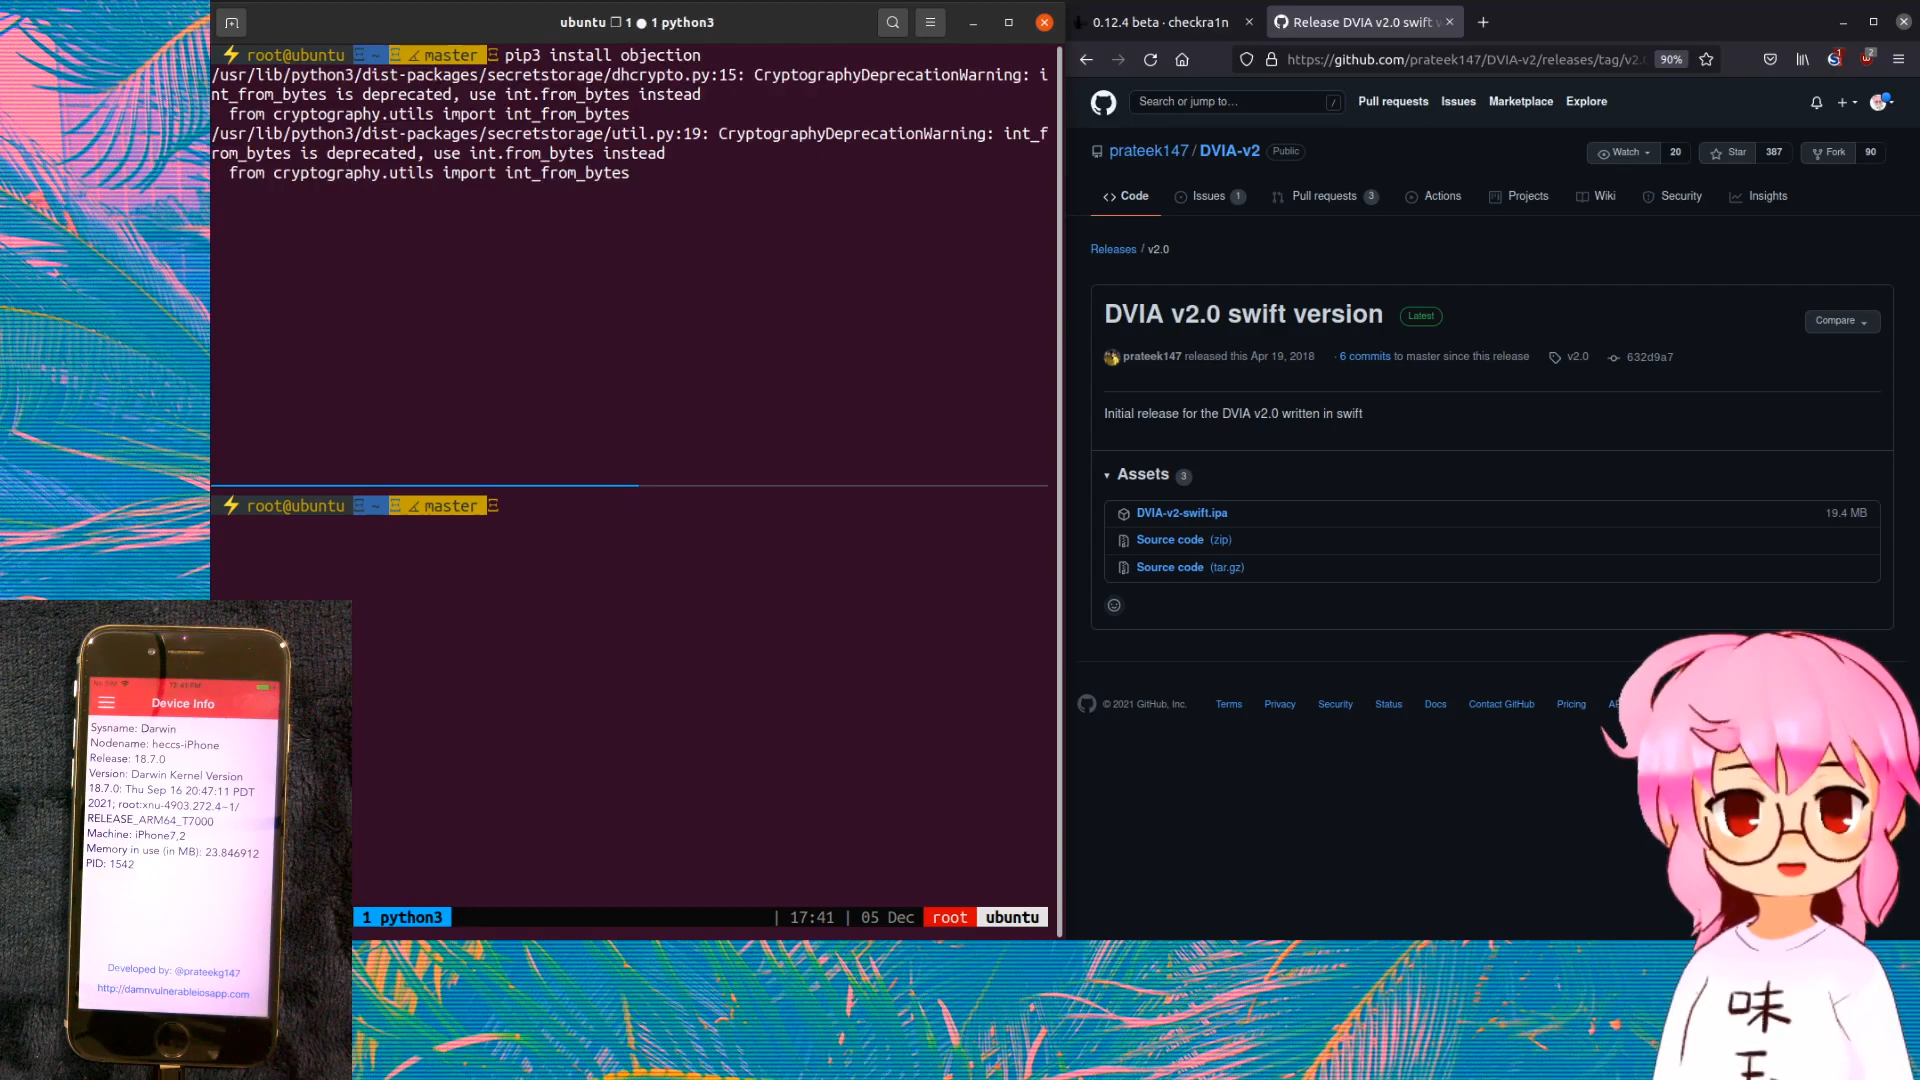 ubuntu 1 ● 1 python3
root@ubuntu ~ master pip3 install objection
/usr/lib/python3/dist-packages/secretstorage/dhcrypto.py:15: CryptographyDeprecationWarning: i
nt_from_bytes is deprecated, use int.from_bytes instead
from cryptography.utils import int_from_bytes
/usr/lib/python3/dist-packages/secretstorage/util.py:19: CryptographyDeprecationWarning: int_f
rom_bytes is deprecated, use int.from_bytes instead
from cryptography.utils import int_from_bytes
root@ubuntu ~ master
1 python3 | 17:41 | 05 Dec root ubuntu
0.12.4 beta · checkra1n
Release DVIA v2.0 swift v
https://github.com/prateek147/DVIA-v2/releases/tag/v2.0 90% 1 2
Search or jump to… / Pull requests Issues Marketplace Explore
prateek147 / DVIA-v2 Public Watch 20 Star 387 Fork 90
Code Issues 1 Pull requests 3 Actions Projects Wiki Security Insights
Releases / v2.0
DVIA v2.0 swift version Latest Compare
prateek147 released this Apr 19, 2018 · 6 commits to master since this release v2.0 632d9a7
Initial release for the DVIA v2.0 written in swift
Assets 3
DVIA-v2-swift.ipa 19.4 MB
Source code (zip)
Source code (tar.gz)
© 2021 GitHub, Inc. Terms Privacy Security Status Docs Contact GitHub Pricing
No SIM
Device Info
Sysname: Darwin
Nodename: heccs-iPhone
Release: 18.7.0
Version: Darwin Kernel Version
18.7.0: Thu Sep 16 20:47:11 PDT
2021; root:xnu-4903.272.4~1/
RELEASE_ARM64_T7000
Machine: iPhone7,2
Memory in use (in MB): 23.846912
PID: 1542
Developed by: @prateekg147
http://damnvulnerableiosapp.com
味